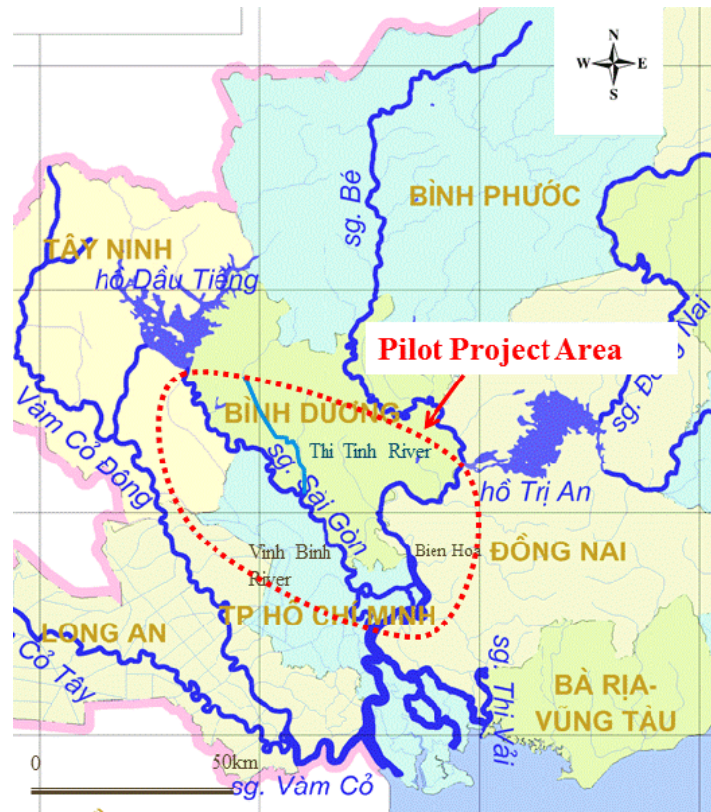 N
W E
S
BÌNH PHƯỚC
sg. Bé
TÂY NINH
hồ Dầu Tiếng
sg. Đồng Nai
Pilot Project Area
BÌNH DƯƠNG
Thi Tinh River
Vàm Cỏ Đông
sg. Sài Gòn
hồ Trị An
Vinh Binh
River
Bien Hoa
ĐỒNG NAI
TP HỒ CHÍ MINH
LONG AN
Cỏ Tây
sg. Thị Vải
BÀ RỊA-
VŨNG TÀU
0 50km
sg. Vàm Cỏ